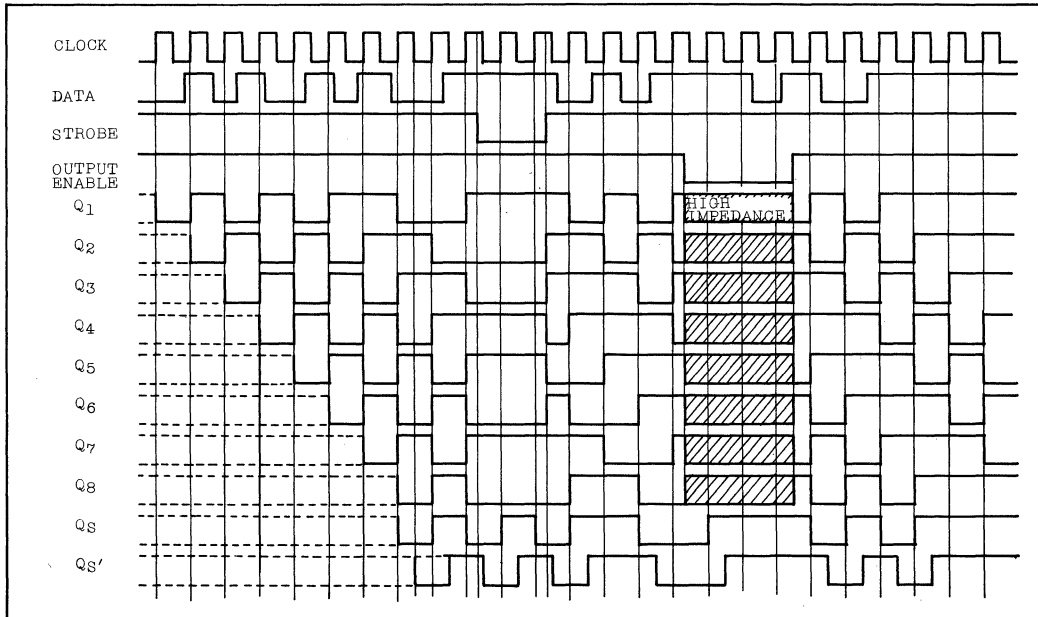 CLOCK
DATA
STROBE
OUTPUT
ENABLE
Q1
HIGH
IMPEDANCE
Q2
Q3
Q4
Q5
Q6
Q7
Q8
QS
QS'